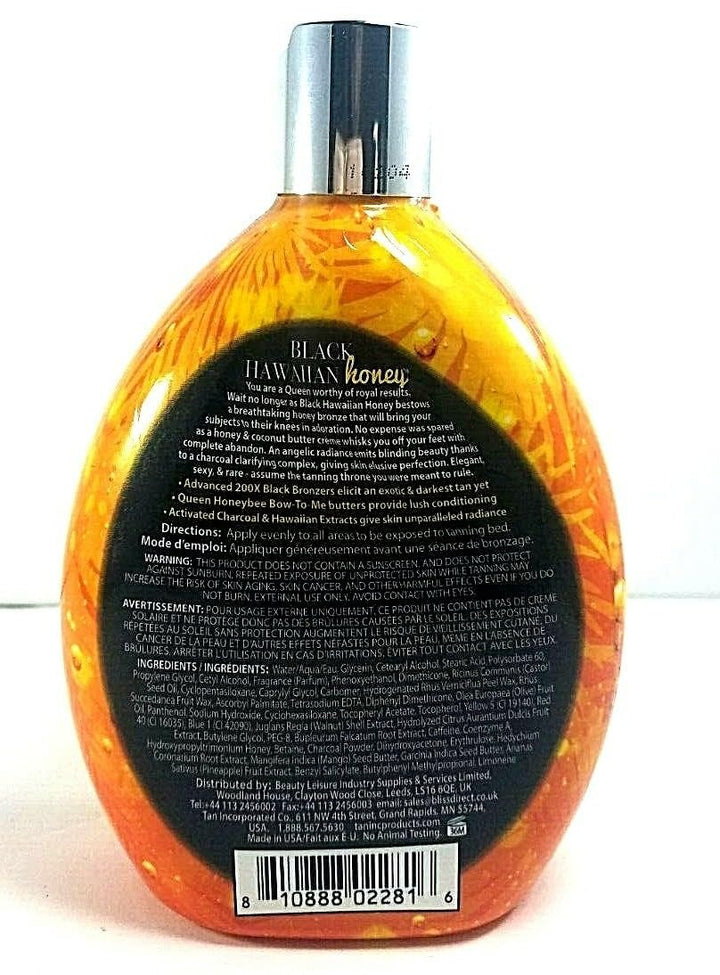 BLACK
HAWAIIAN honey
You are a Queen worthy of royal results.
Wait no longer as Black Hawaiian Honey bestows
a breathtaking honey bronze that will bring your
subjects to their knees in adoration. No expense was spared
as a honey & coconut butter crème whisks you off your feet with
complete abandon. An angelic radiance emits blinding beauty thanks
to a charcoal clarifying complex, giving skin elusive perfection. Elegant,
sexy, & rare - assume the tanning throne you were meant to rule.
• Advanced 200X Black Bronzers elicit an exotic & darkest tan yet
• Queen Honeybee Bow-To-Me butters provide lush conditioning
• Activated Charcoal & Hawaiian Extracts give skin unparalleled radiance
Directions: Apply evenly to all areas to be exposed to tanning bed.
Mode d'emploi: Appliquer généreusement avant une séance de bronzage.
WARNING: THIS PRODUCT DOES NOT CONTAIN A SUNSCREEN, AND DOES NOT PROTECT
AGAINST SUNBURN. REPEATED EXPOSURE OF UNPROTECTED SKIN WHILE TANNING MAY
INCREASE THE RISK OF SKIN AGING, SKIN CANCER, AND OTHER HARMFUL EFFECTS EVEN IF YOU DO
NOT BURN. EXTERNAL USE ONLY. AVOID CONTACT WITH EYES.
AVERTISSEMENT: POUR USAGE EXTERNE UNIQUEMENT. CE PRODUIT NE CONTIENT PAS DE CREME
SOLAIRE ET NE PROTÈGE DONC PAS DES BRÛLURES CAUSÉES PAR LE SOLEIL. DES EXPOSITIONS
RÉPÉTÉES AU SOLEIL SANS PROTECTION AUGMENTENT LE RISQUE DE VIEILLISSEMENT CUTANÉ, DU
CANCER DE LA PEAU ET D'AUTRES EFFETS NÉFASTES POUR LA PEAU, MEME EN L'ABSENCE DE
BRÛLURES. ARRÊTER L'UTILISATION EN CAS D'IRRITATIONS. ÉVITER TOUT CONTACT AVEC LES YEUX.
INGREDIENTS / INGRÉDIENTS: Water/Aqua/Eau, Glycerin, Cetearyl Alcohol, Stearic Acid, Polysorbate 60,
Propylene Glycol, Cetyl Alcohol, Fragrance (Parfum), Phenoxyethanol, Dimethicone, Ricinus Communis (Castor)
Seed Oil, Cyclopentasiloxane, Caprylyl Glycol, Carbomer, Hydrogenated Rhus Verniciflua Peel Wax, Rhus
Succedanea Fruit Wax, Ascorbyl Palmitate, Tetrasodium EDTA, Diphenyl Dimethicone, Olea Europaea (Olive) Fruit
Oil, Panthenol, Sodium Hydroxide, Cyclohexasiloxane, Tocopheryl Acetate, Tocopherol, Yellow 5 (CI 19140), Red
40 (CI 16035), Blue 1 (CI 42090), Juglans Regia (Walnut) Shell Extract, Hydrolyzed Citrus Aurantium Dulcis Fruit
Extract, Butylene Glycol, PEG-8, Bupleurum Falcatum Root Extract, Caffeine, Coenzyme A,
Hydroxypropyltrimonium Honey, Betaine, Charcoal Powder, Dihydroxyacetone, Erythrulose, Hedychium
Coronarium Root Extract, Mangifera Indica (Mango) Seed Butter, Garcinia Indica Seed Butter, Ananas
Sativus (Pineapple) Fruit Extract, Benzyl Salicylate, Butylphenyl Methylpropional, Limonene
Distributed by: Beauty Leisure Industry Supplies & Services Limited,
Woodland House, Clayton Wood Close, Leeds, LS16 6QE. UK
Tel:+44 113 2456002 Fax:+44 113 2456003 email: sales@blissdirect.co.uk
Tan Incorporated Co., 611 NW 4th Street, Grand Rapids, MN 55744,
USA. 1.888.567.5630 tanincproducts.com
Made in USA/Fait aux É U. No Animal Testing.
36M
8 10888 02281 6